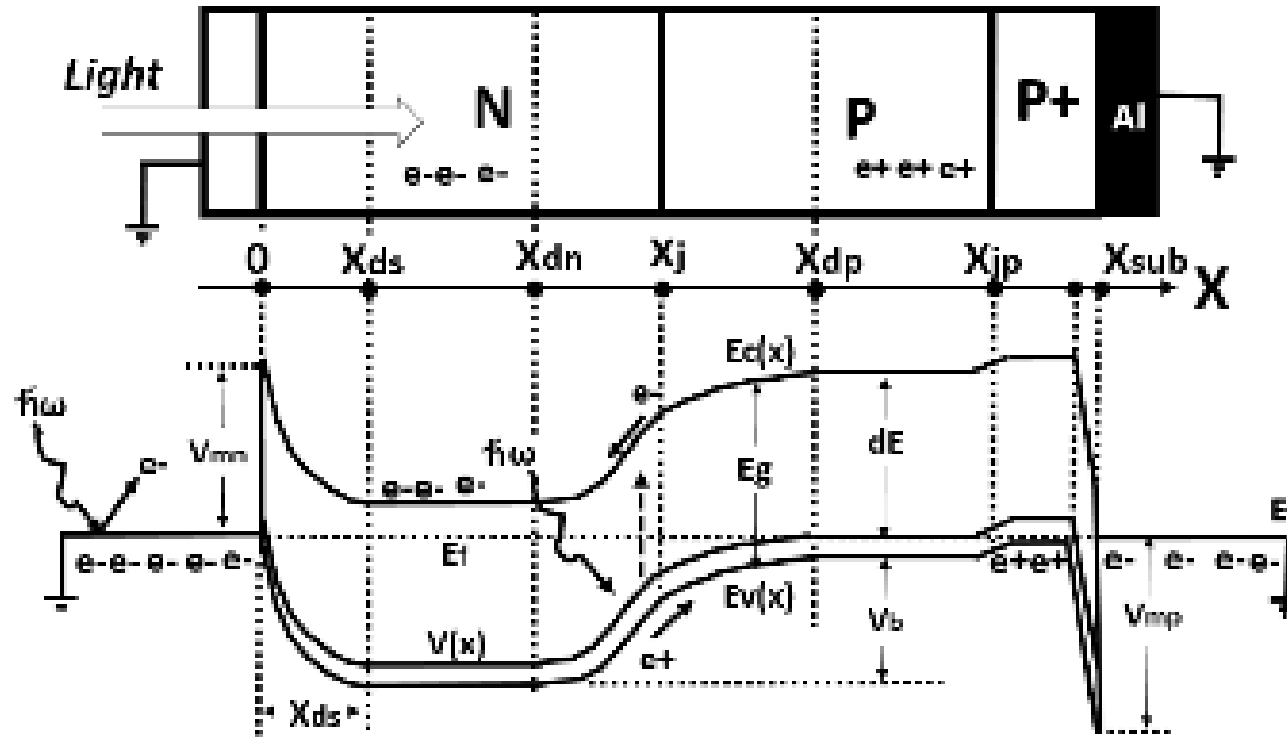 Light
N
P
P+
Al
e-e- e-
e+ e+ e+
0
Xds
Xdn
Xj
Xdp
Xjp
Xsub
X
Ec(x)
ħω
e-
Vmn
e-
ħω
e-e- e-
Eg
dE
E
e-e- e- e- e-
Ef
e+e+
e- e- e-e-
Ev(x)
V(x)
e+
Vb
Vmp
Xds